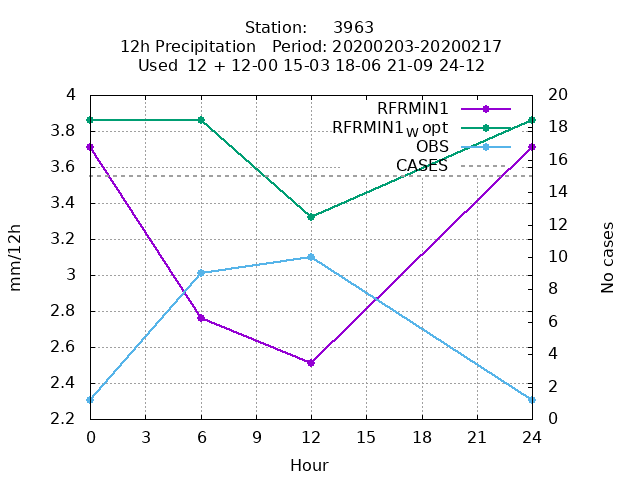 Station:     3963
12h Precipitation   Period: 20200203-20200217
Used  12 + 12-00 15-03 18-06 21-09 24-12
4
3.8
3.6
3.4
3.2
3
2.8
2.6
2.4
2.2
mm/12h
RFRMIN1
RFRMIN1w opt
OBS
CASES
20
18
16
14
12
10
8
6
4
2
0
No cases
0 3 6 9 12 15 18 21 24
Hour